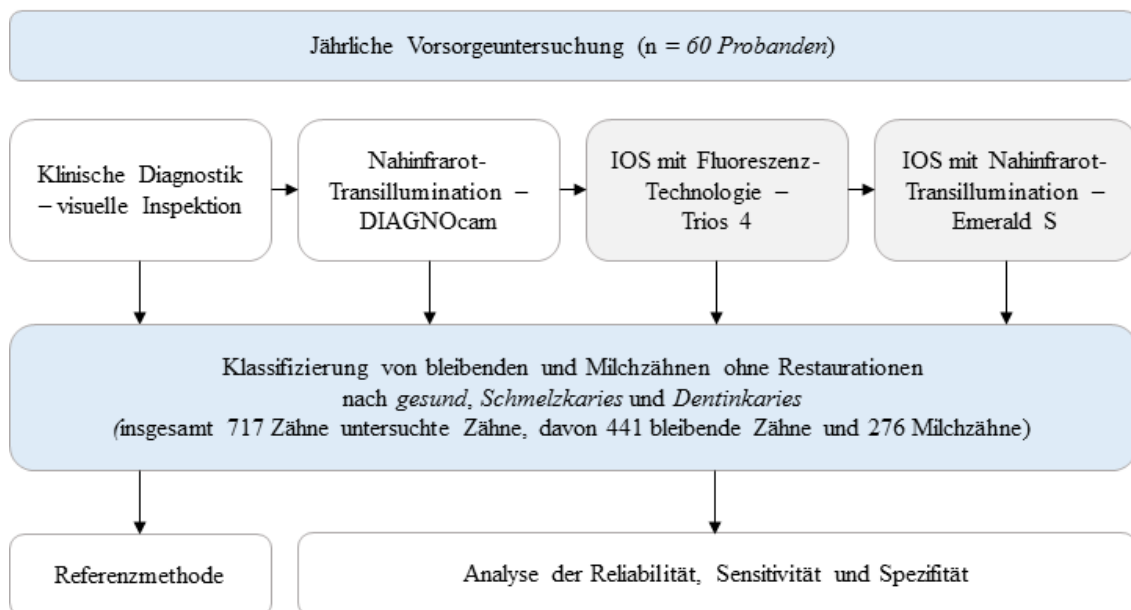 Jährliche Vorsorgeuntersuchung (n = 60 Probanden)
Klinische Diagnostik
– visuelle Inspektion
Nahinfrarot-
Transillumination –
DIAGNOcam
IOS mit Fluoreszenz-
Technologie –
Trios 4
IOS mit Nahinfrarot-
Transillumination –
Emerald S
Klassifizierung von bleibenden und Milchzähnen ohne Restaurationen
nach gesund, Schmelzkaries und Dentinkaries
(insgesamt 717 Zähne untersuchte Zähne, davon 441 bleibende Zähne und 276 Milchzähne)
Referenzmethode
Analyse der Reliabilität, Sensitivität und Spezifität